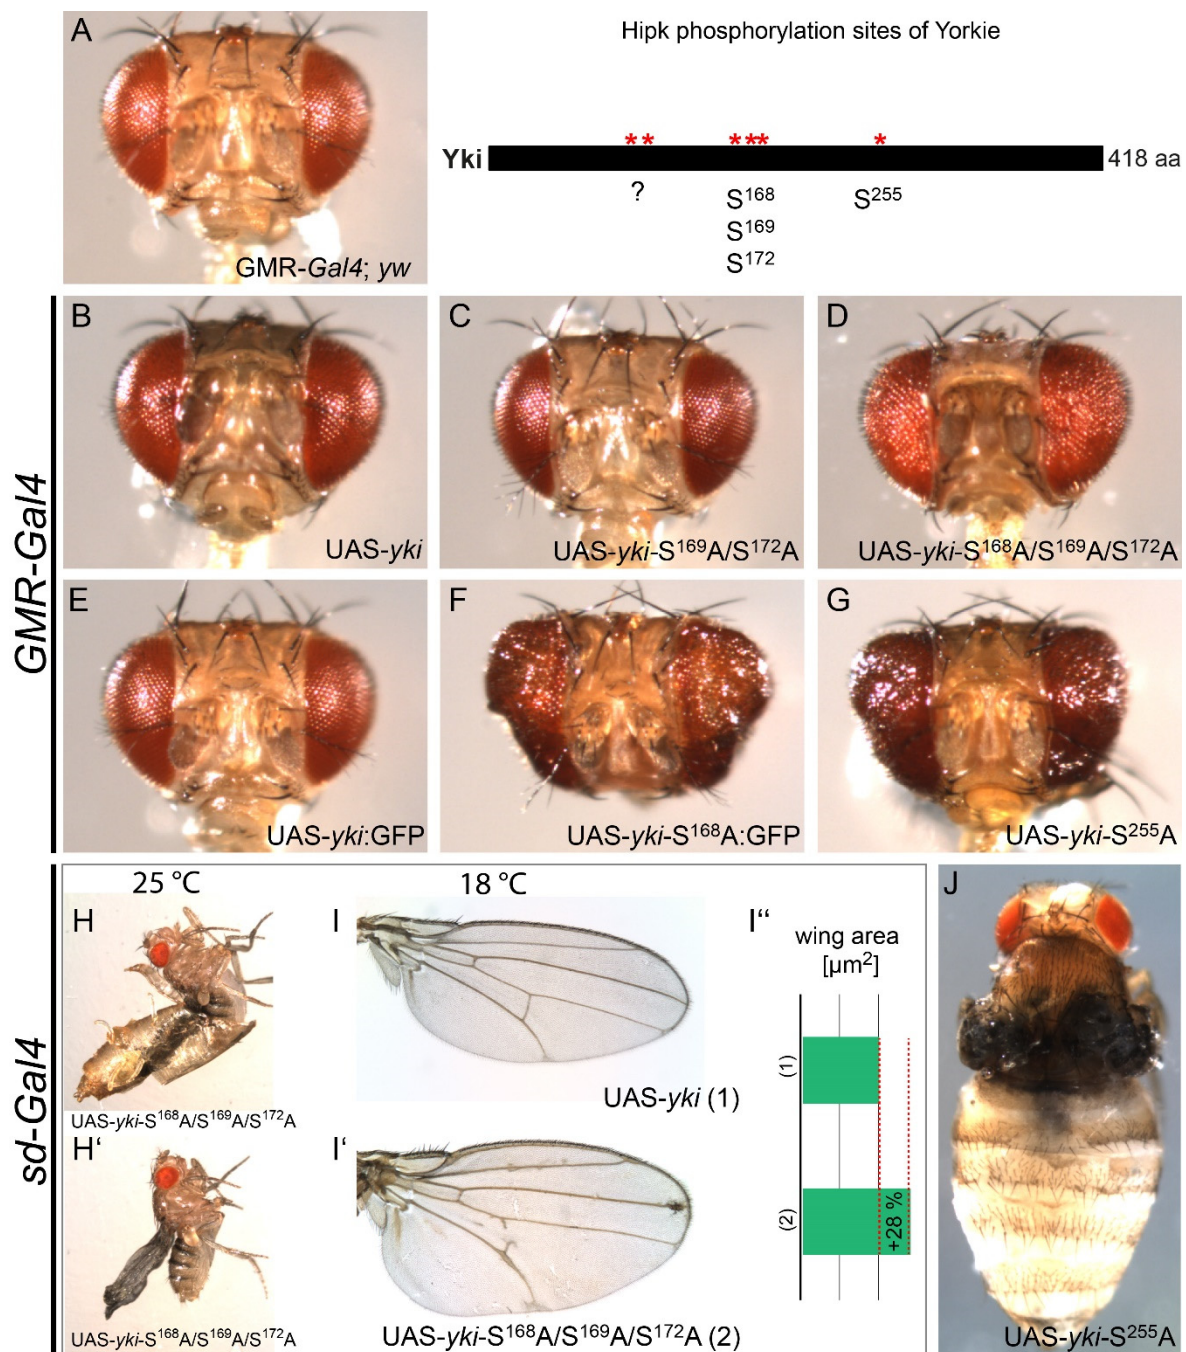 A
GMR-Gal4; yw
Hipk phosphorylation sites of Yorkie
** *** *
Yki
418 aa
?
S168
S255
S169
S172
GMR-Gal4
B
UAS-yki
C
UAS-yki-S169A/S172A
D
UAS-yki-S168A/S169A/S172A
E
UAS-yki:GFP
F
UAS-yki-S168A:GFP
G
UAS-yki-S255A
sd-Gal4
25 °C
18 °C
H
UAS-yki-S168A/S169A/S172A
H‘
UAS-yki-S168A/S169A/S172A
I
UAS-yki (1)
I‘
UAS-yki-S168A/S169A/S172A (2)
I“
wing area
[µm2]
(1)
(2)
+28 %
J
UAS-yki-S255A